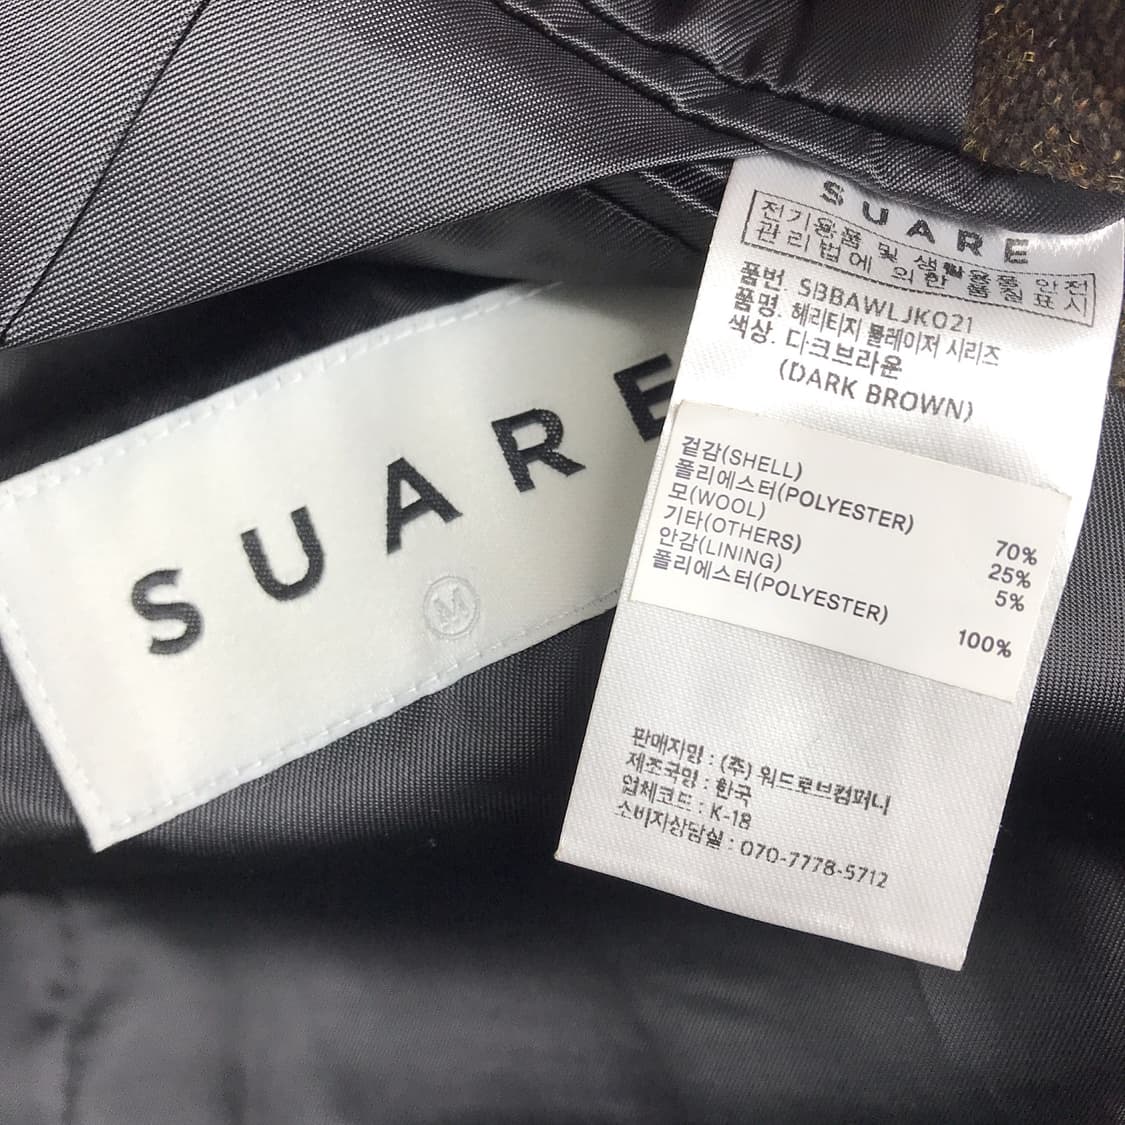 SUARE
M
SUARE
전기용품 및 생활용품 안전
관리법에 의한 품질표시
품번. SBBAWLJK021
품명. 헤리티지 블레이저 시리즈
색상. 다크브라운
(DARK BROWN)
겉감(SHELL)
폴리에스터(POLYESTER) 70%
모(WOOL) 25%
기타(OTHERS) 5%
안감(LINING)
폴리에스터(POLYESTER) 100%
판매자명 : (주) 워드로브컴퍼니
제조국명 : 한국
업체코드 : K-18
소비자상담실 : 070-7778-5712